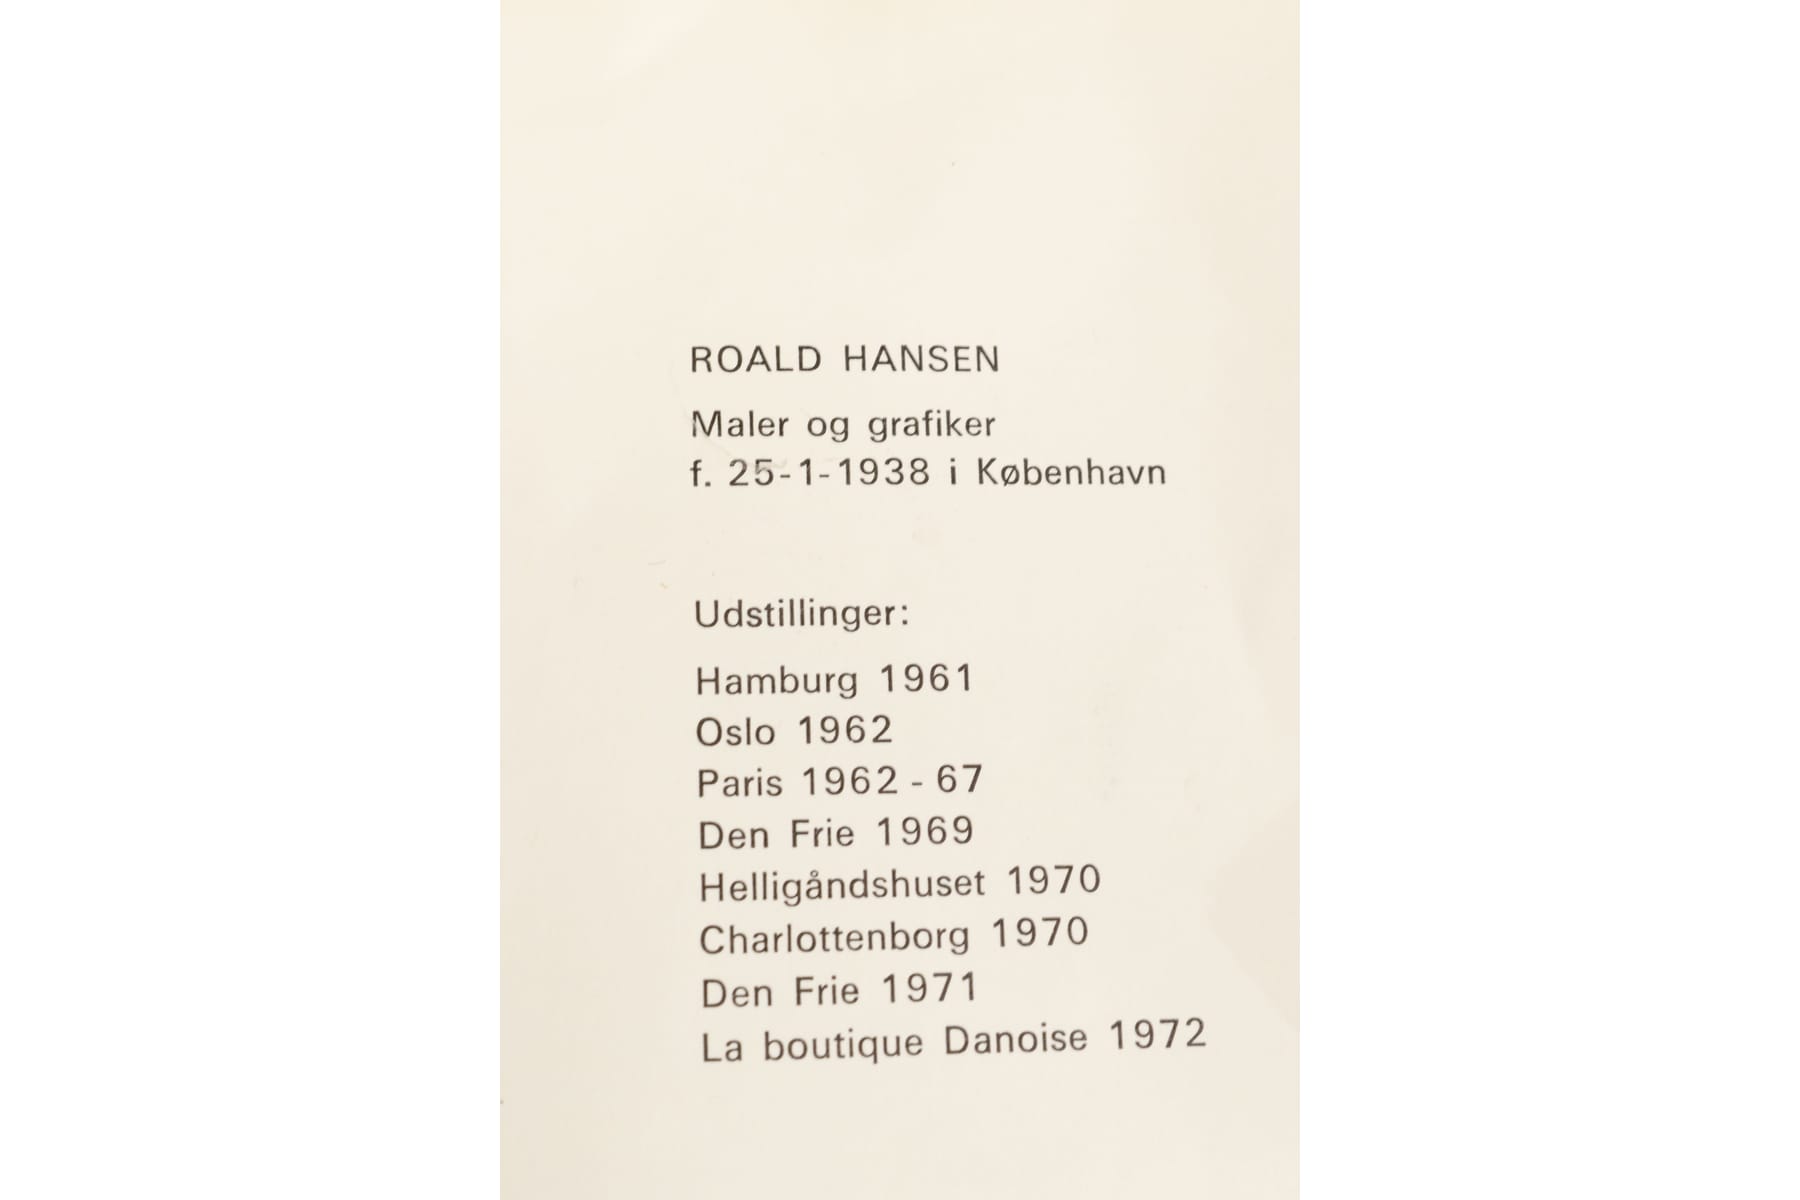 ROALD HANSEN
Maler og grafiker
f. 25-1-1938 i København
Udstillinger:
Hamburg 1961
Oslo 1962
Paris 1962 - 67
Den Frie 1969
Helligåndshuset 1970
Charlottenborg 1970
Den Frie 1971
La boutique Danoise 1972